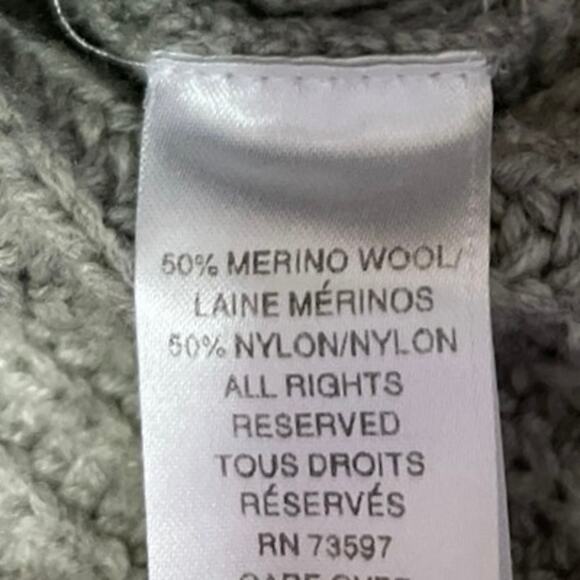 50% MERINO WOOL/
LAINE MÉRINOS
50% NYLON/NYLON
ALL RIGHTS
RESERVED
TOUS DROITS
RÉSERVÉS
RN 73597